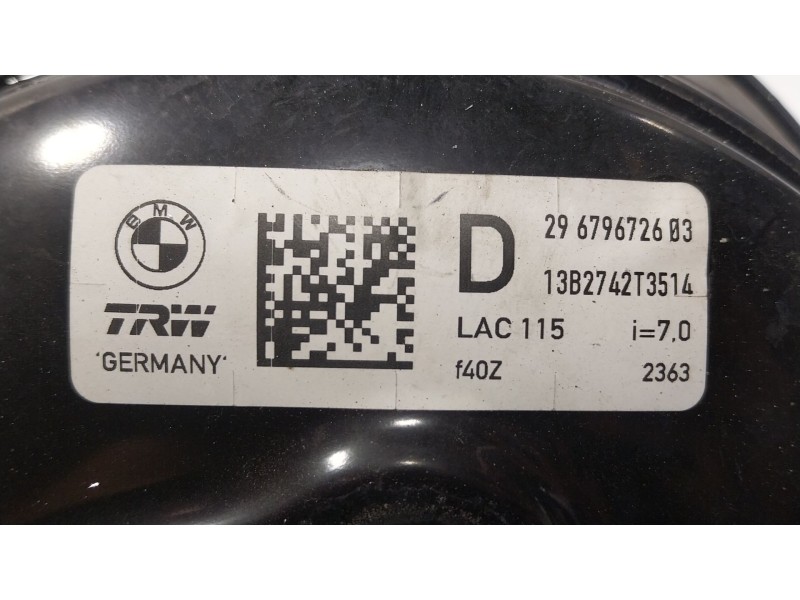 BMW
TRW
'GERMANY'
D
29 6796726 03
13B2742T3514
LAC 115 i=7,0
f40Z 2363